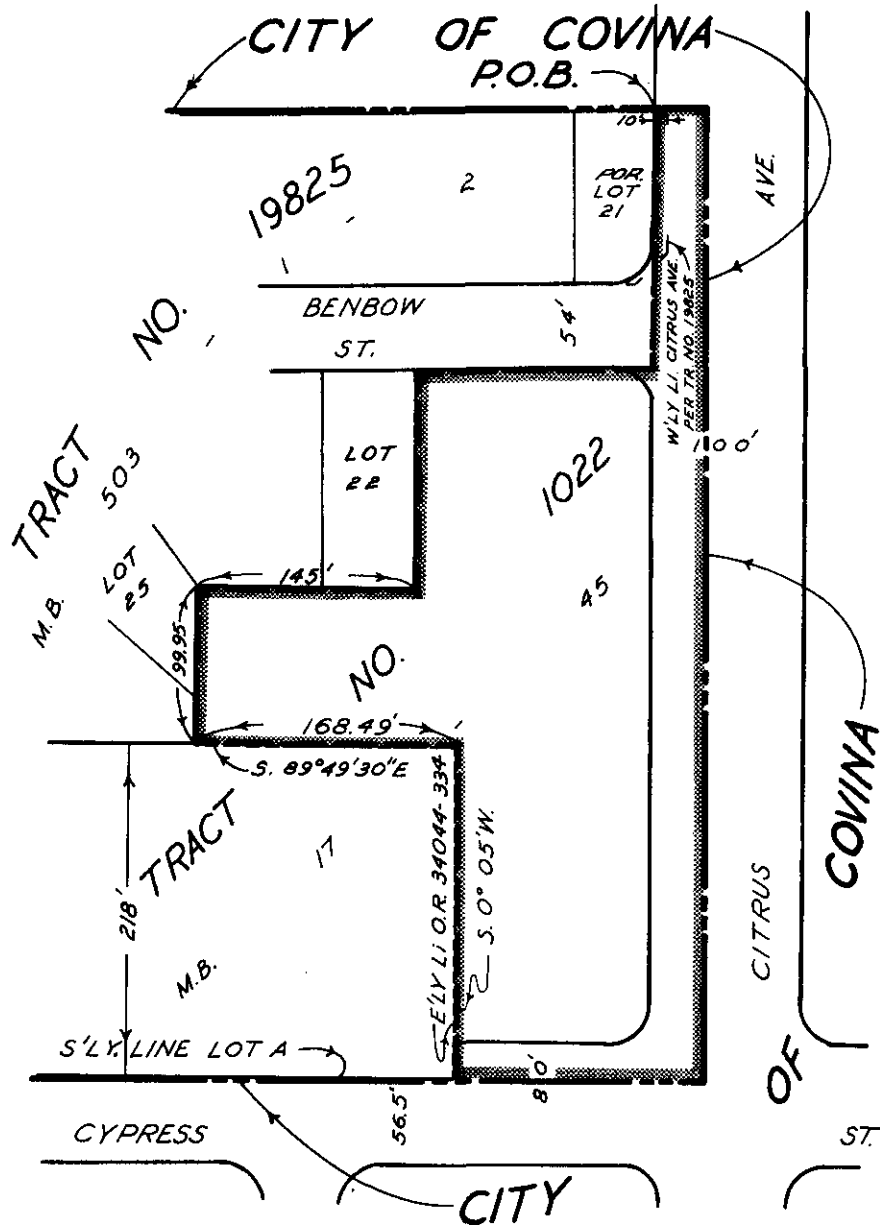 CITY OF COVINA
P.O.B.
10'
AVE.
19825
2
POR.
LOT
21
W'LY LI. CITRUS AVE.
PER TR. NO. 19825
BENBOW
ST.
54'
NO.
100'
LOT
22
1022
TRACT
503
M.B.
LOT
25
145'
45
99.95
NO.
168.49'
S. 89°49'30"E
COVINA
TRACT
17
218'
M.B.
E'LY LI O.R. 34044-334
S. 0° 05'W.
CITRUS
S'LY. LINE LOT A
OF
CYPRESS
56.5'
80'
ST.
CITY